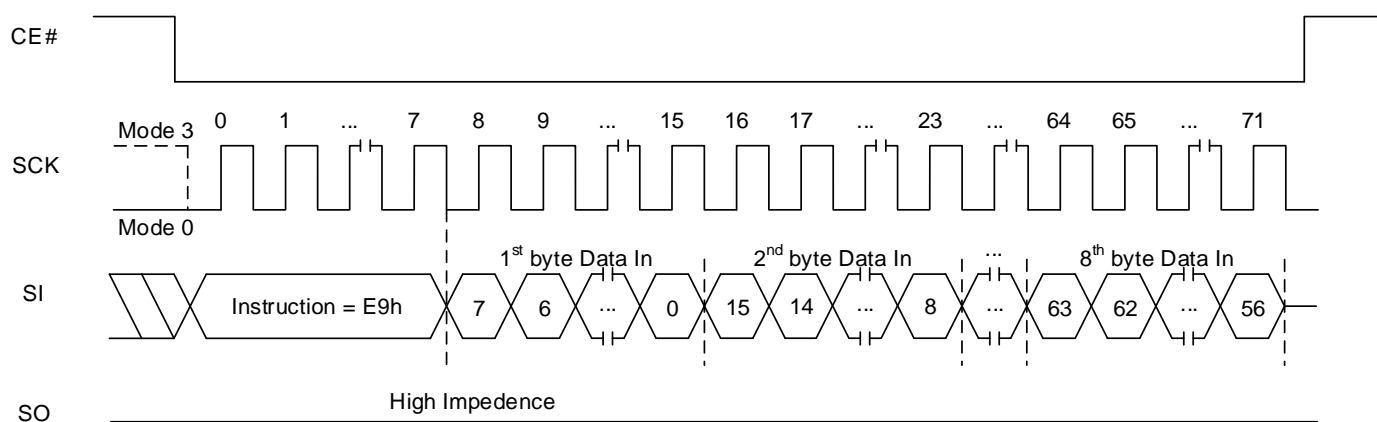 CE#
0 1 ... 7 8 9 ... 15 16 17 ... 23 ... 64 65 ... 71
Mode 3
SCK
Mode 0
1st byte Data In 2nd byte Data In ... 8th byte Data In
SI Instruction = E9h 7 6 ... 0 15 14 ... 8 ... 63 62 ... 56
High Impedence
SO